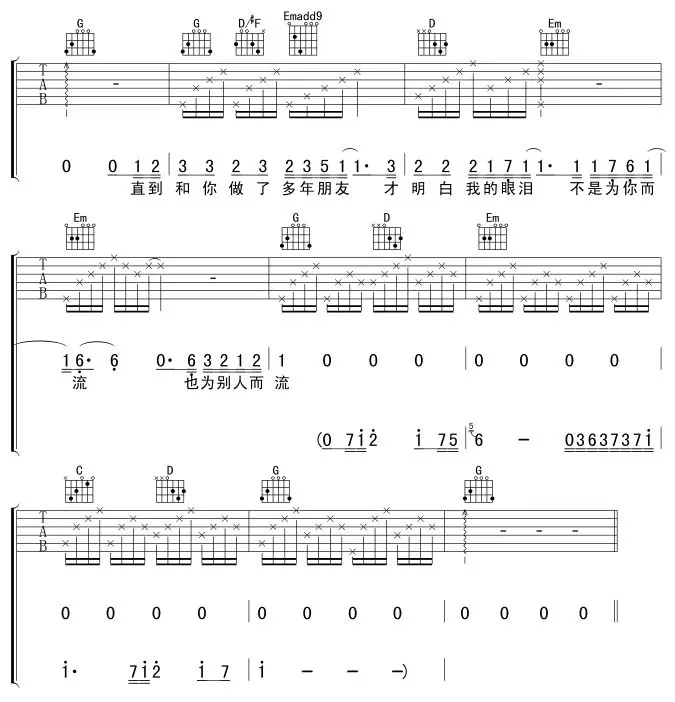 G G D/#F Emadd9 D Em
T A B
0 0 1 2 | 3 3 2 3 2 3 5 1 1· 3 | 2 2 2 1 7 1 1· 1 1 7 6 1
直到 和你 做了 多年朋友 才 明白 我的眼泪 不是为你而
Em G D Em
T A B
1 6· 6 0· 6 3 2 1 2 | 1 0 0 0 | 0 0 0 0 |
流 也为别人而 流
(0 7 1 2 1 7 5 | 5 6 - 0 3 6 3 7 3 7 1 |
C D G G
T A B
0 0 0 0 | 0 0 0 0 | 0 0 0 0 ||
1· 7 1 2 1 7 | 1 - - -) |